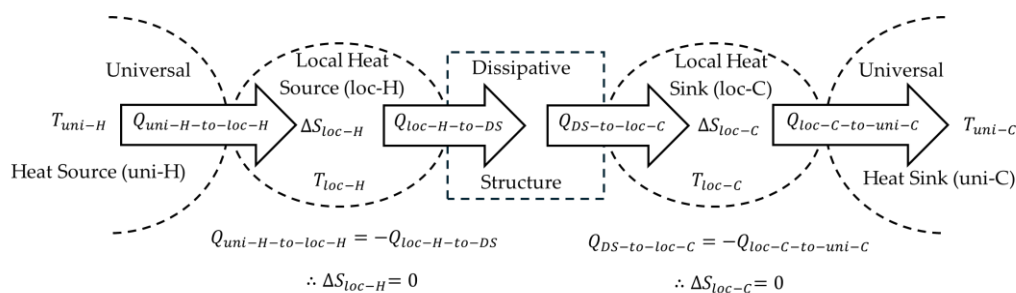 Universal
Local Heat
Source (loc-H)
Dissipative
Local Heat
Sink (loc-C)
Universal
T_{uni-H}
Q_{uni-H-to-loc-H}
ΔS_{loc-H}
Q_{loc-H-to-DS}
Q_{DS-to-loc-C}
ΔS_{loc-C}
Q_{loc-C-to-uni-C}
T_{uni-C}
Heat Source (uni-H)
T_{loc-H}
Structure
T_{loc-C}
Heat Sink (uni-C)
Q_{uni-H-to-loc-H} = -Q_{loc-H-to-DS}
Q_{DS-to-loc-C} = -Q_{loc-C-to-uni-C}
∴ ΔS_{loc-H} = 0
∴ ΔS_{loc-C} = 0